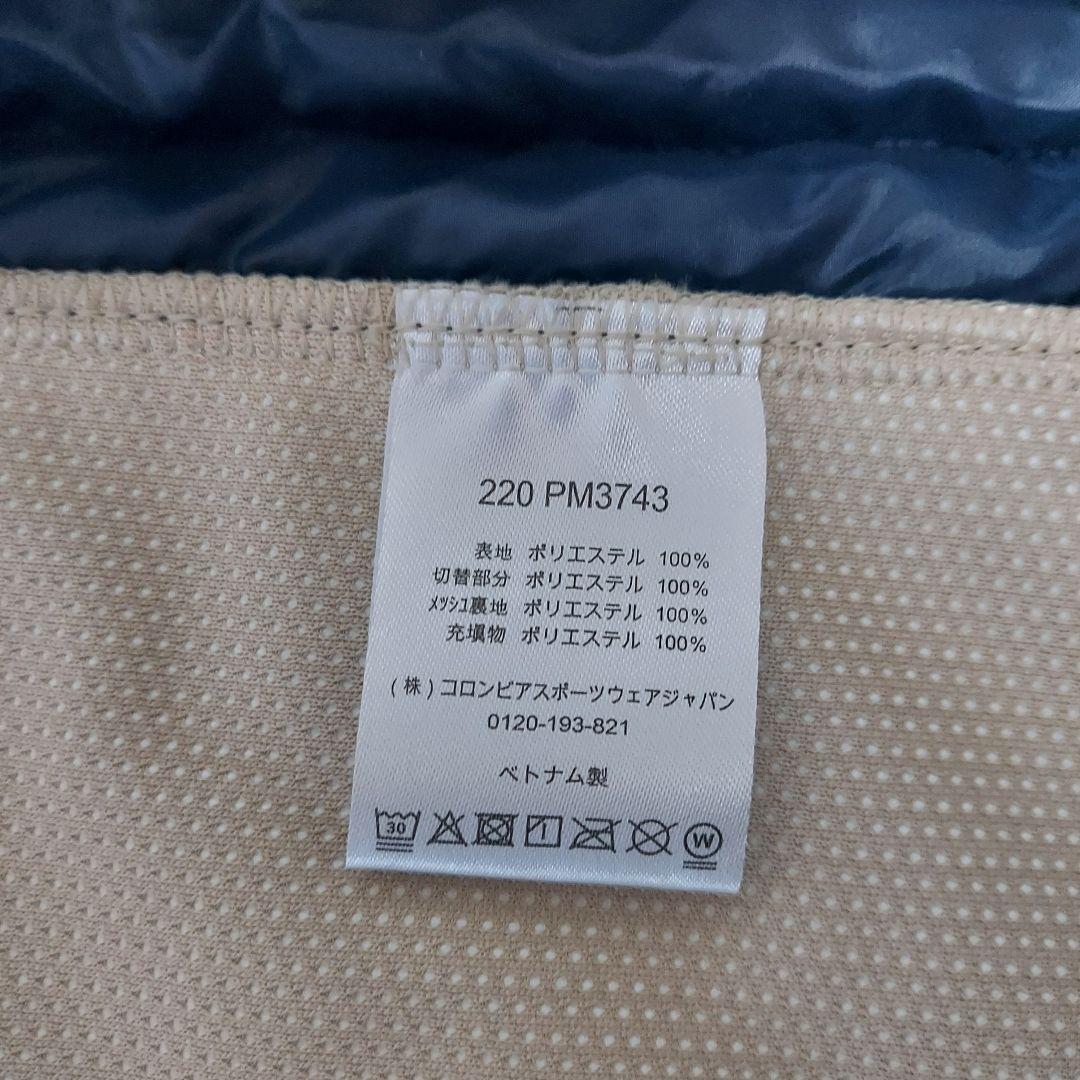 220 PM3743
表地 ポリエステル 100%
切替部分 ポリエステル 100%
ﾒｯｼｭ裏地 ポリエステル 100%
充填物 ポリエステル 100%
(株)コロンビアスポーツウェアジャパン
0120-193-821
ベトナム製
30
W